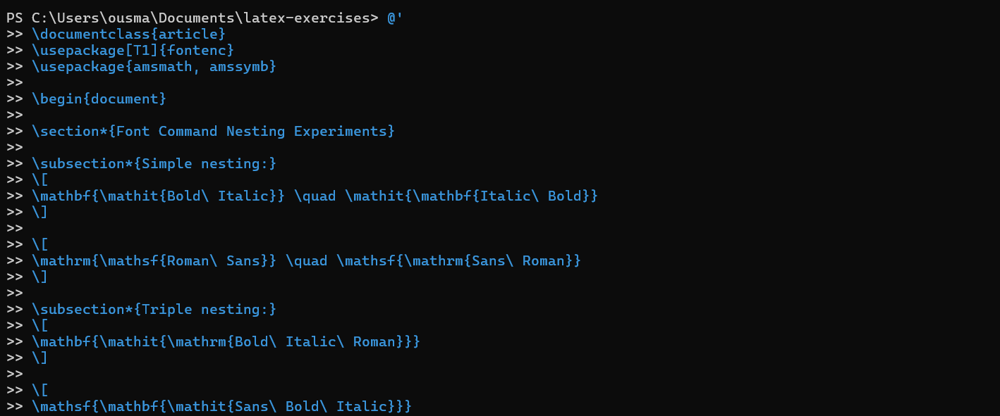 PS C:\Users\ousma\Documents\latex-exercises> @'
>> \documentclass{article}
>> \usepackage[T1]{fontenc}
>> \usepackage{amsmath, amssymb}
>>
>> \begin{document}
>>
>> \section*{Font Command Nesting Experiments}
>>
>> \subsection*{Simple nesting:}
>> \[
>> \mathbf{\mathit{Bold\ Italic}} \quad \mathit{\mathbf{Italic\ Bold}}
>> \]
>>
>> \[
>> \mathrm{\mathsf{Roman\ Sans}} \quad \mathsf{\mathrm{Sans\ Roman}}
>> \]
>>
>> \subsection*{Triple nesting:}
>> \[
>> \mathbf{\mathit{\mathrm{Bold\ Italic\ Roman}}}
>> \]
>>
>> \[
>> \mathsf{\mathbf{\mathit{Sans\ Bold\ Italic}}}